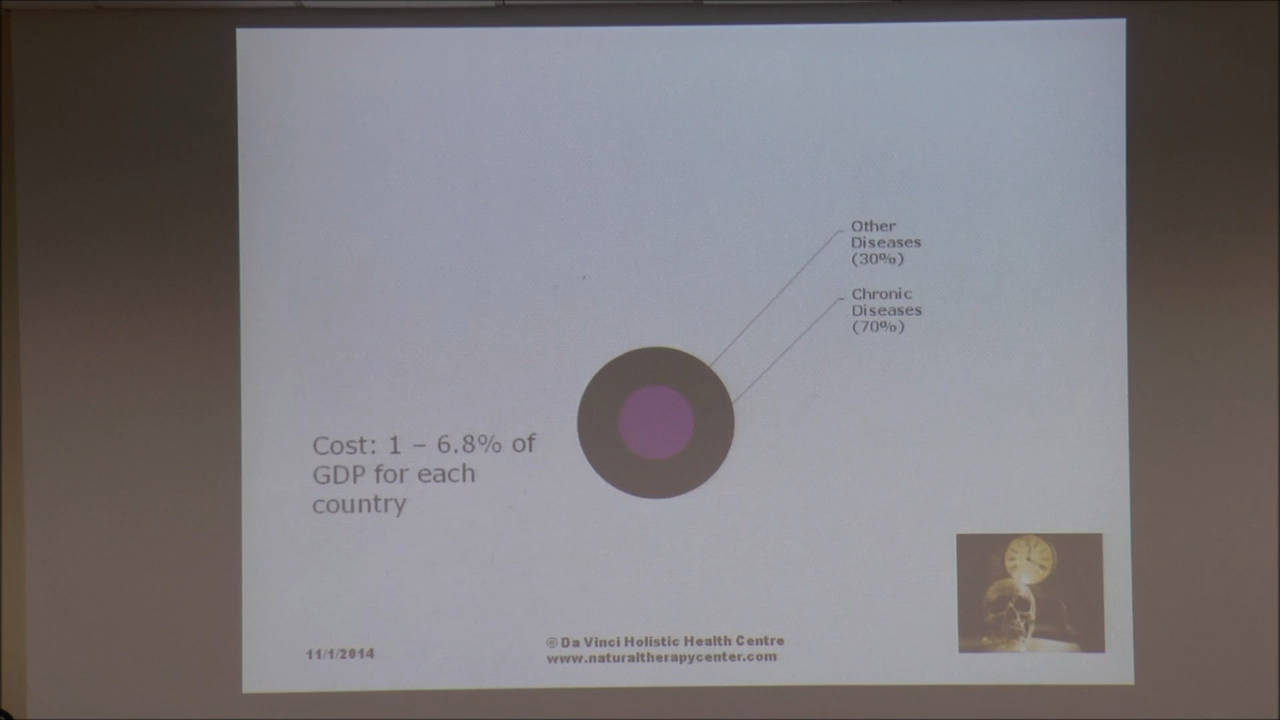 Other
Diseases
(30%)
Chronic
Diseases
(70%)
Cost: 1 – 6.8% of
GDP for each
country
11/1/2014
© Da Vinci Holistic Health Centre
www.naturaltherapycenter.com